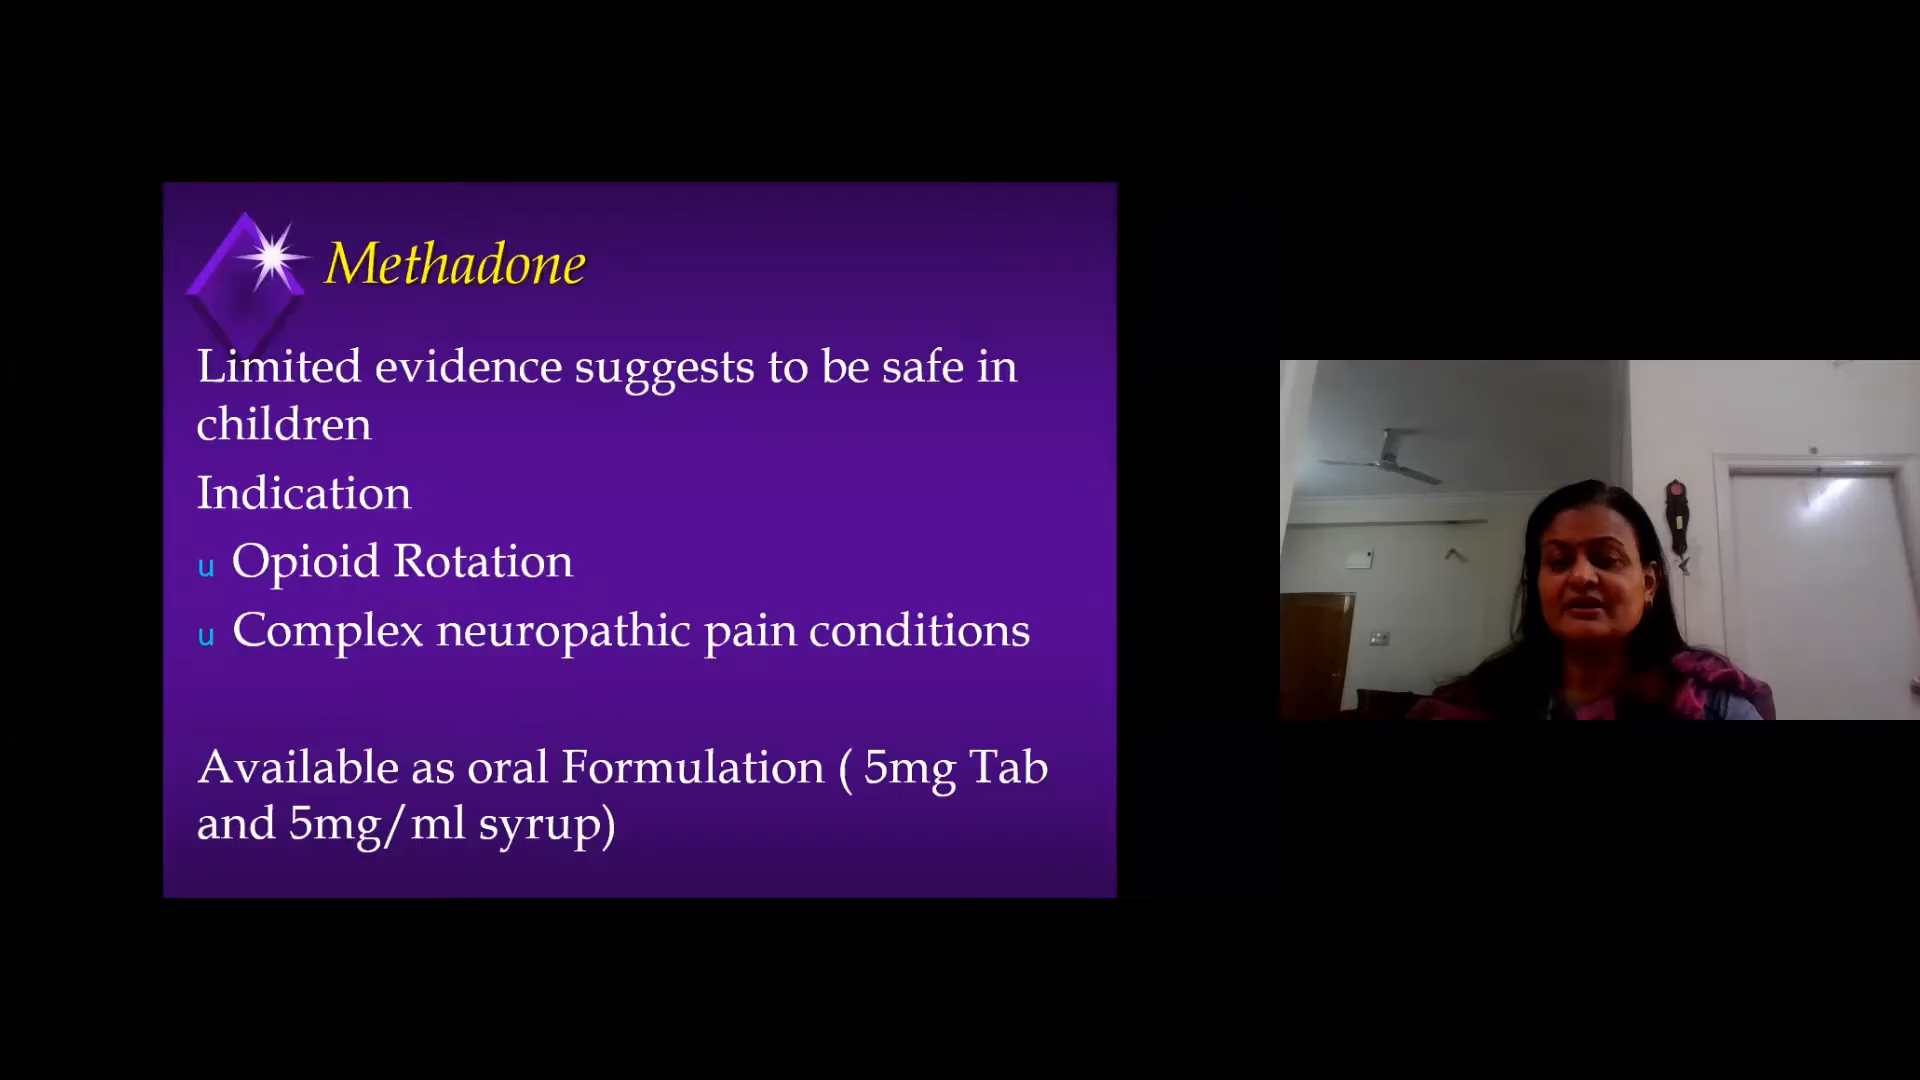 Methadone
Limited evidence suggests to be safe in
children
Indication
u Opioid Rotation
u Complex neuropathic pain conditions
Available as oral Formulation ( 5mg Tab
and 5mg/ml syrup)